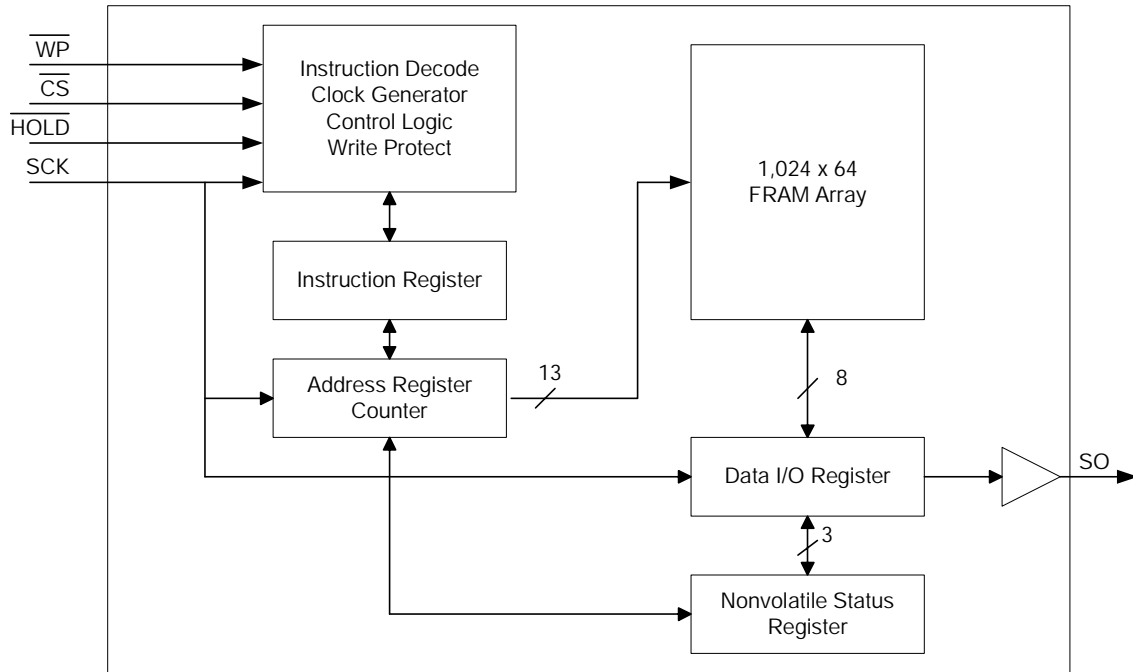 WP
CS
HOLD
SCK
Instruction Decode
Clock Generator
Control Logic
Write Protect
1,024 x 64
FRAM Array
Instruction Register
Address Register
Counter
13
8
Data I/O Register
SO
3
Nonvolatile Status
Register